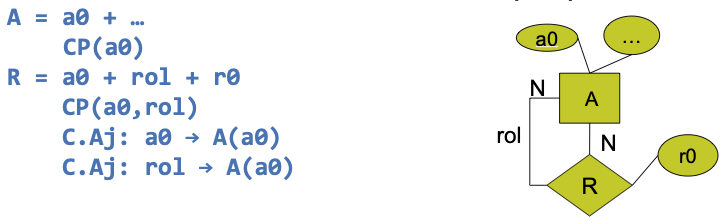 A = a0 + …
CP(a0)
R = a0 + rol + r0
CP(a0,rol)
C.Aj: a0 → A(a0)
C.Aj: rol → A(a0)
a0
...
N
A
rol
N
r0
R